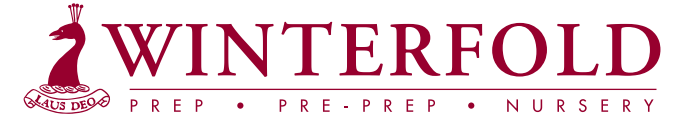 WINTERFOLD
LAUS DEO
PREP • PRE-PREP • NURSERY